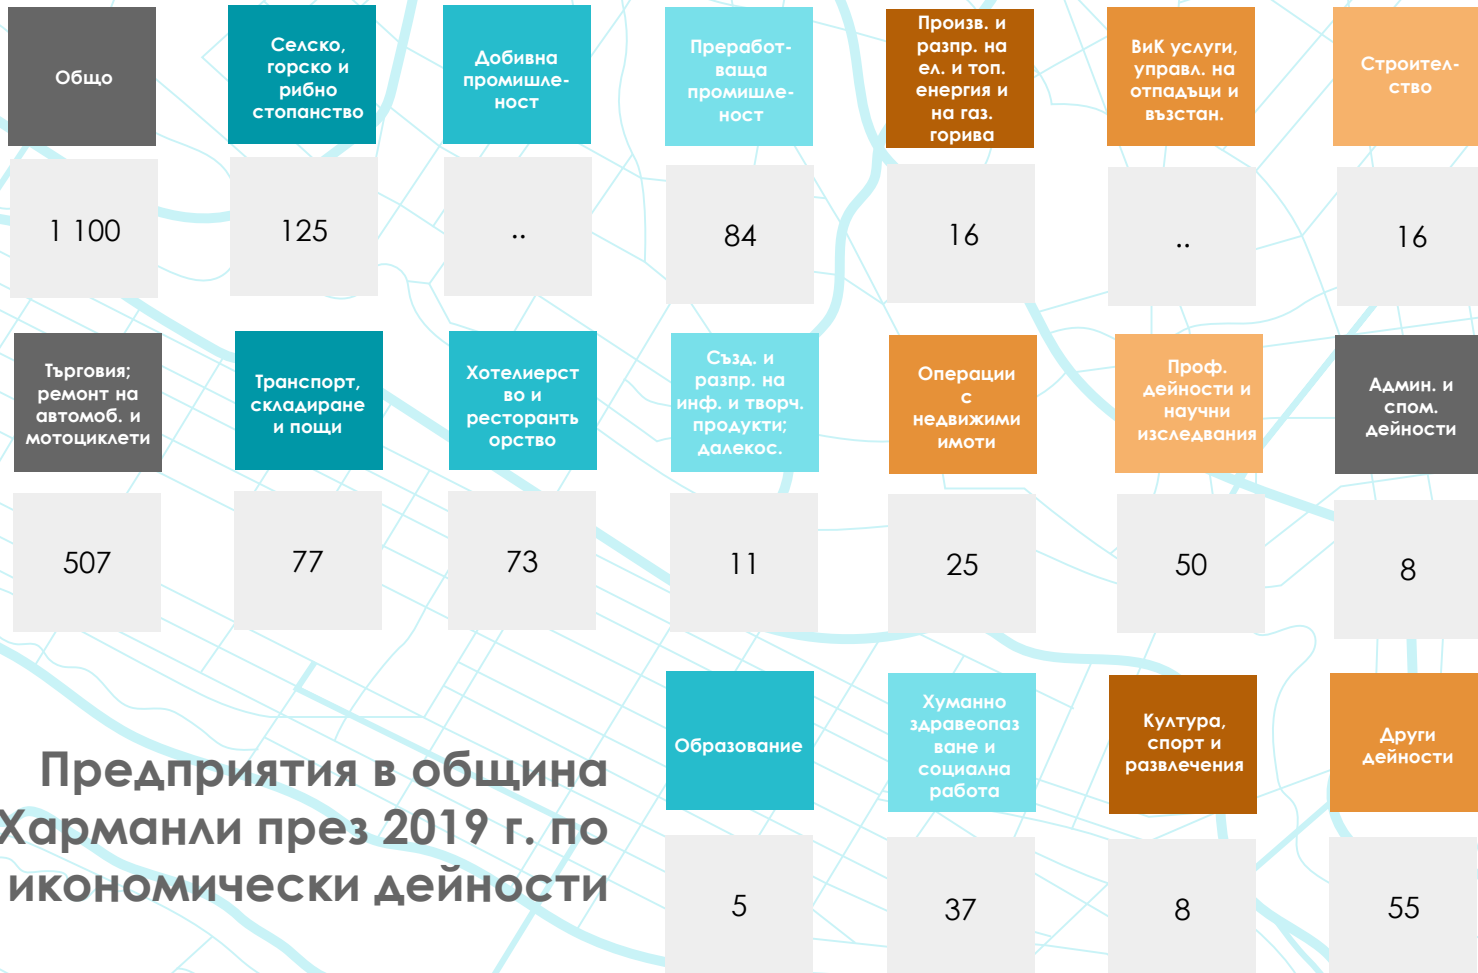 Общо
Селско,
горско и
рибно
стопанство
Добивна
промишле-
ност
Преработ-
ваща
промишле-
ност
Произв. и
разпр. на
ел. и топ.
енергия и
на газ.
горива
ВиК услуги,
управл. на
отпадъци и
възстан.
Строител-
ство
1 100
125
..
84
16
..
16
Търговия;
ремонт на
автомоб. и
мотоциклети
Транспорт,
складиране
и пощи
Хотелиерст
во и
ресторантъ
орство
Създ. и
разпр. на
инф. и творч.
продукти;
далекос.
Операции
с
недвижими
имоти
Проф.
дейности и
научни
изследвания
Админ. и
спом.
дейности
507
77
73
11
25
50
8
Образование
Хуманно
здравеопаз
ване и
социална
работа
Култура,
спорт и
развлечения
Други
дейности
5
37
8
55
Предприятия в община
Харманли през 2019 г. по
икономически дейности